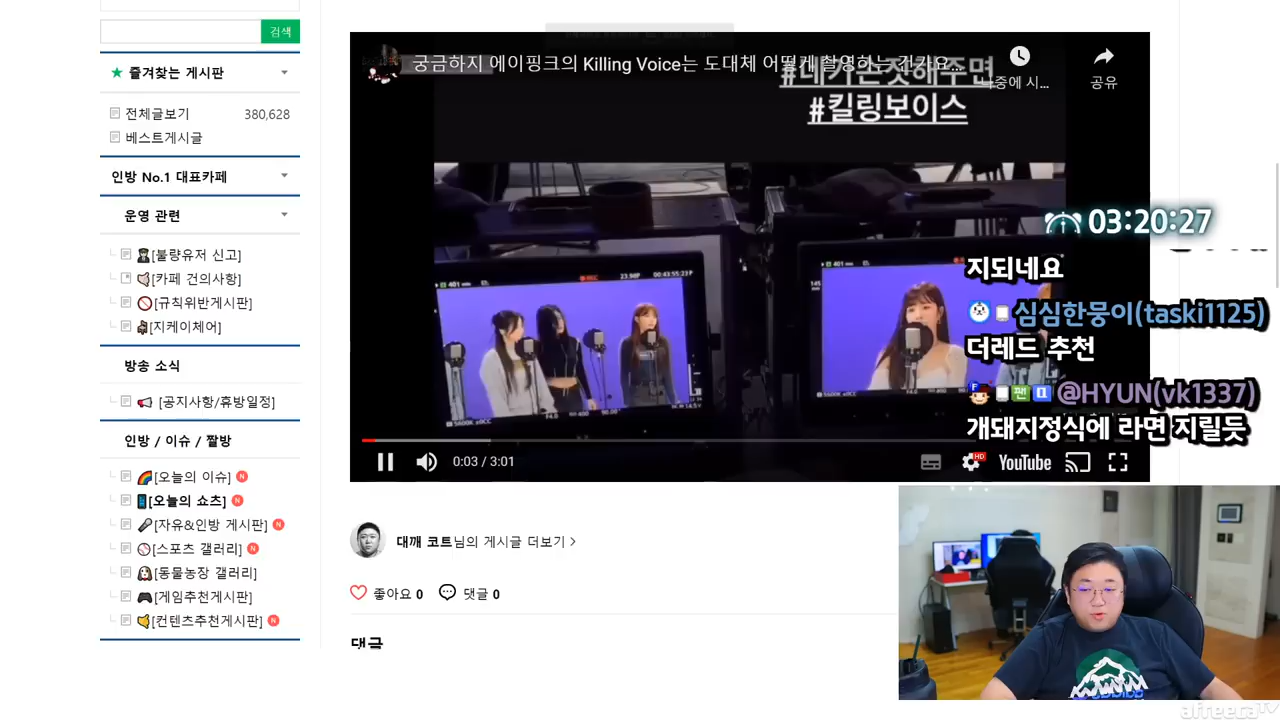 검색
★ 즐겨찾는 게시판
전체글보기 380,628
베스트게시글
인방 No.1 대표카페
운영 관련
[불량유저 신고]
[카페 건의사항]
[규칙위반게시판]
[지케이체어]
방송 소식
[공지사항/휴방일정]
인방 / 이슈 / 짤방
[오늘의 이슈] N
[오늘의 쇼츠] N
[자유&인방 게시판] N
[스포츠 갤러리] N
[동물농장 갤러리]
[게임추천게시판]
[컨텐츠추천게시판] N
궁금하지 에이핑크의 Killing Voice는 도대체 어떻게 촬영하는건가요...
나중에 시...
공유
#킬링보이스
0:03 / 3:01
HD
YouTube
대깨 코트님의 게시글 더보기 >
좋아요 0 댓글 0
댓글
03:20:27
지되네요
심심한뭉이(taski1125)
더레드 추천
F 팬 @HYUN(vk1337)
개돼지정식에 라면 지릴듯
afreecaTV